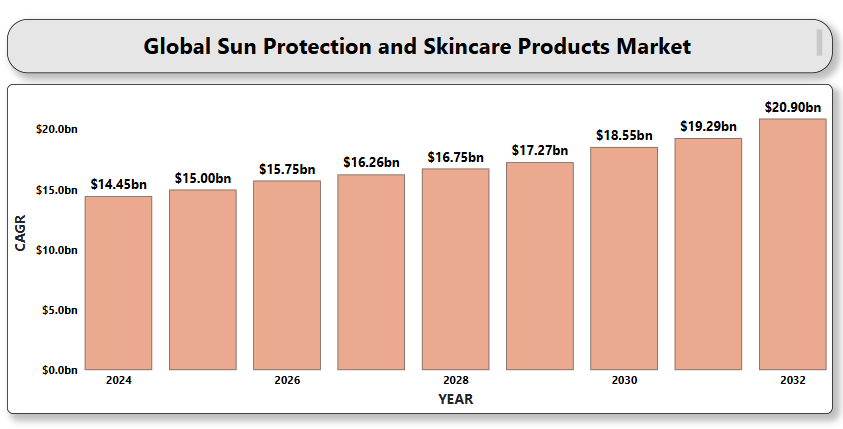 Global Sun Protection and Skincare Products Market
$20.90bn
$19.29bn
$18.55bn
$17.27bn
$16.75bn
$16.26bn
$15.75bn
$15.00bn
$14.45bn
$20.0bn
$15.0bn
$10.0bn
$5.0bn
$0.0bn
CAGR
2024 2026 2028 2030 2032
YEAR